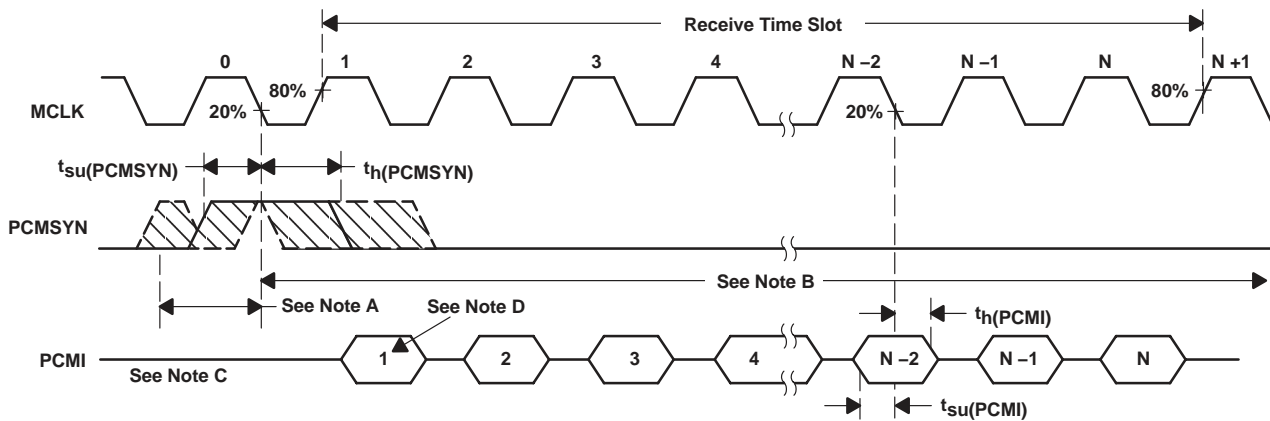 Receive Time Slot
0 1 2 3 4 N –2 N –1 N N +1
80% 80%
MCLK 20% 20%
tsu(PCMSYN) th(PCMSYN)
PCMSYN
See Note B
See Note A See Note D
th(PCMI)
PCMI 1 2 3 4 N –2 N –1 N
See Note C
tsu(PCMI)